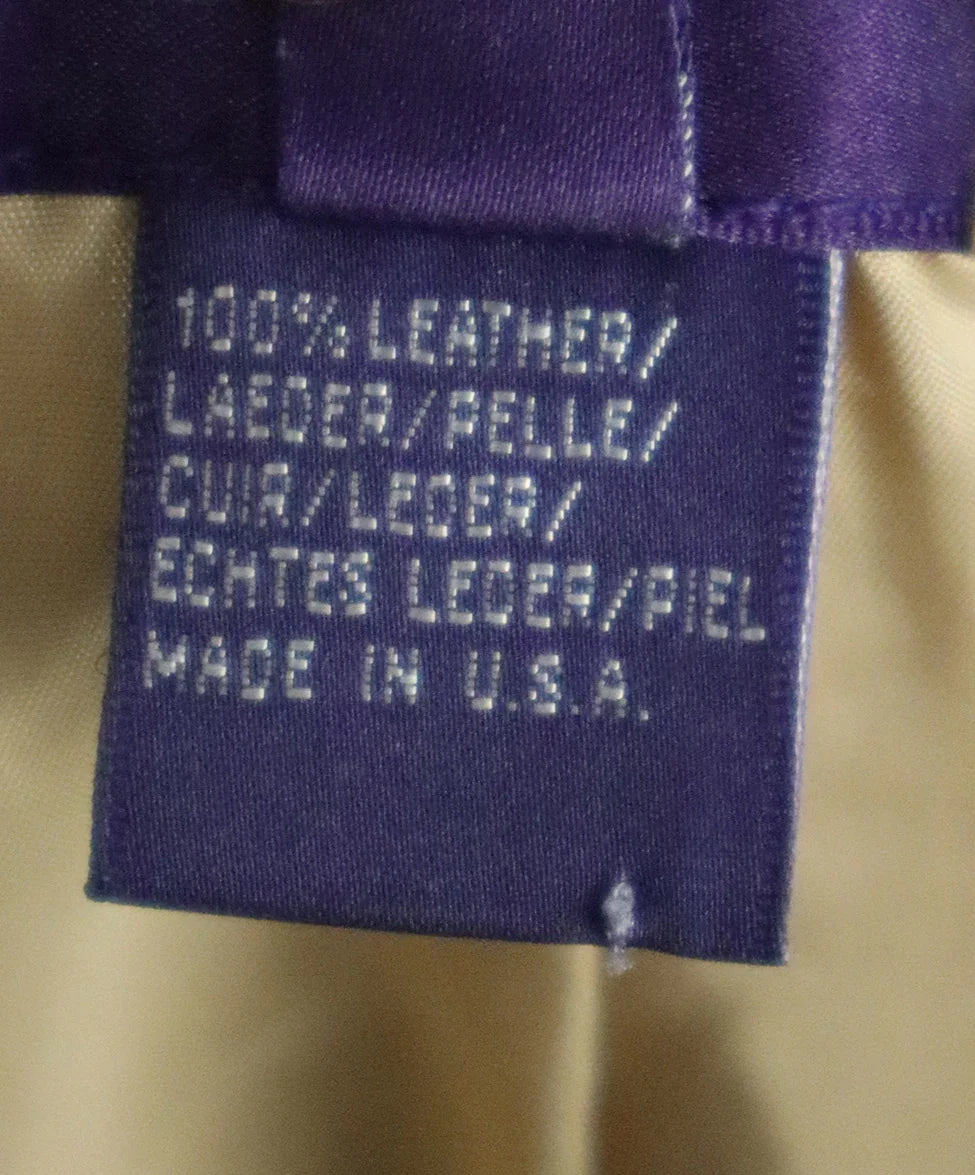 100% LEATHER/
LAEDER/PELLE/
CUIR/LEDER/
ECHTES LEDER/PIEL
MADE IN U.S.A.